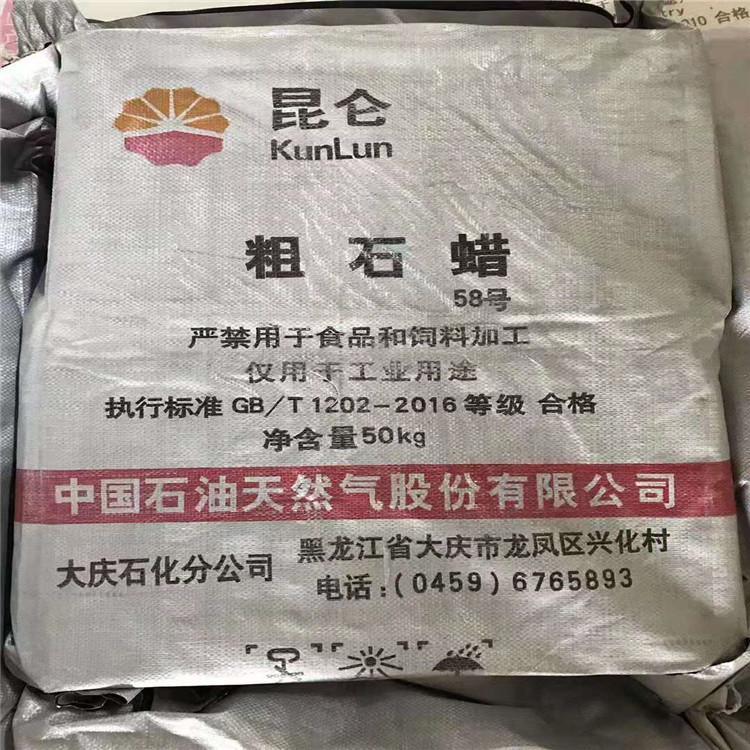 昆仑
KunLun
粗石蜡
58号
严禁用于食品和饲料加工
仅用于工业用途
执行标准 GB/T 1202-2016 等级 合格
净含量50kg
中国石油天然气股份有限公司
大庆石化分公司
黑龙江省大庆市龙凤区兴化村
电话:(0459) 6765893
10 合格